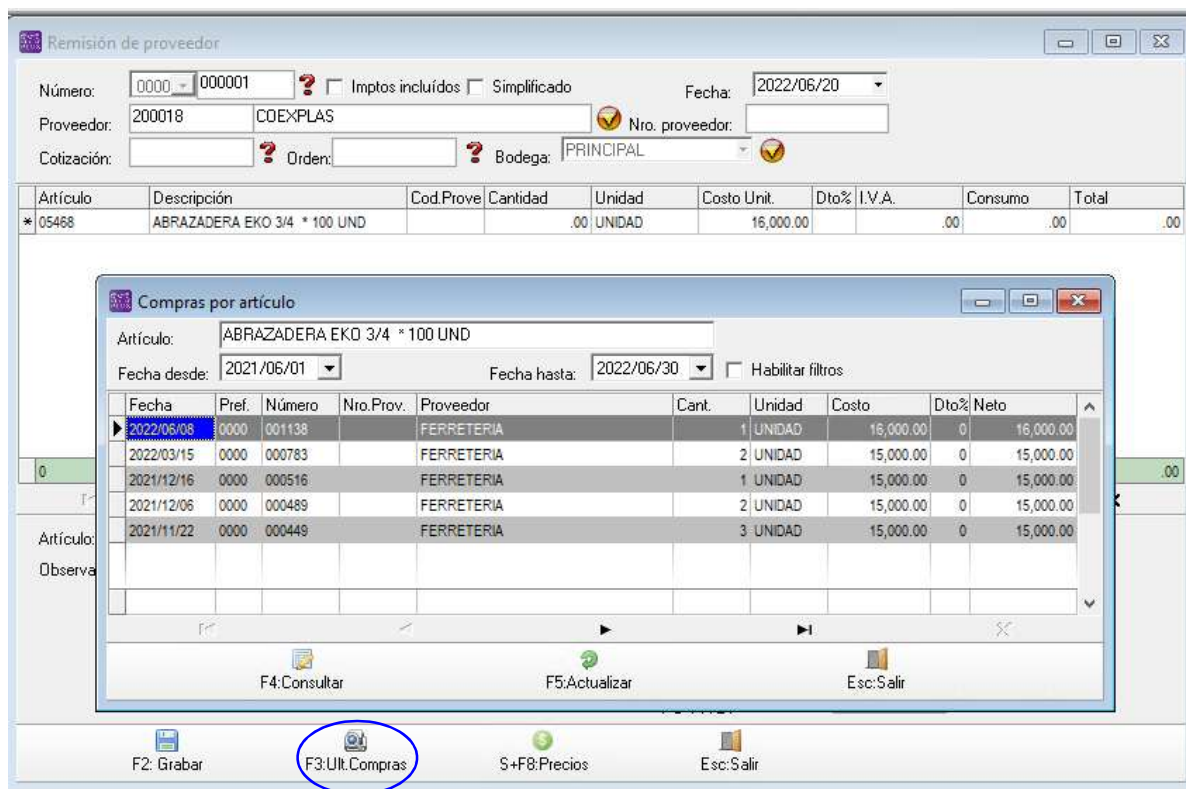 Remisión de proveedor
Número: 0000 000001 ? Imptos incluídos Simplificado Fecha: 2022/06/20
Proveedor: 200018 COEXPLAS Nro. proveedor:
Cotización: ? Orden: ? Bodega: PRINCIPAL
Artículo Descripción Cod.Prove Cantidad Unidad Costo Unit. Dto% I.V.A. Consumo Total
* 05468 ABRAZADERA EKO 3/4 * 100 UND .00 UNIDAD 16,000.00 .00 .00 .00
Compras por artículo
Artículo: ABRAZADERA EKO 3/4 * 100 UND
Fecha desde: 2021/06/01 Fecha hasta: 2022/06/30 Habilitar filtros
Fecha Pref. Número Nro.Prov. Proveedor Cant. Unidad Costo Dto% Neto
2022/06/08 0000 001138 FERRETERIA 1 UNIDAD 16,000.00 0 16,000.00
2022/03/15 0000 000783 FERRETERIA 2 UNIDAD 15,000.00 0 15,000.00
0 2021/12/16 0000 000516 FERRETERIA 1 UNIDAD 15,000.00 0 15,000.00 .00
2021/12/06 0000 000489 FERRETERIA 2 UNIDAD 15,000.00 0 15,000.00
Artículo: 2021/11/22 0000 000449 FERRETERIA 3 UNIDAD 15,000.00 0 15,000.00
Observa
F4:Consultar F5:Actualizar Esc:Salir
F2: Grabar F3:Ult.Compras S+F8:Precios Esc:Salir